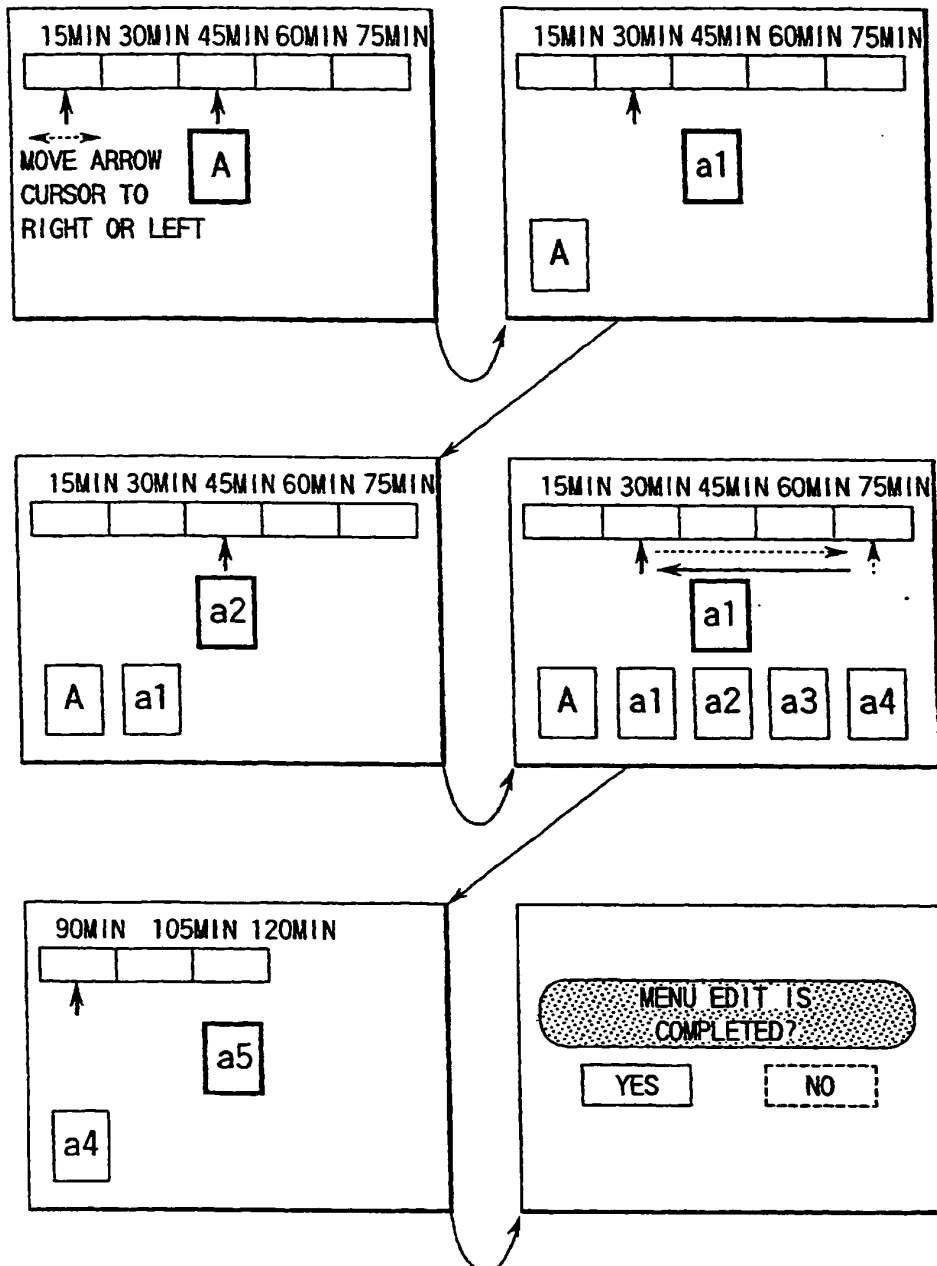 15MIN 30MIN 45MIN 60MIN 75MIN
MOVE ARROW
CURSOR TO
RIGHT OR LEFT
A
15MIN 30MIN 45MIN 60MIN 75MIN
a1
A
15MIN 30MIN 45MIN 60MIN 75MIN
a2
A a1
15MIN 30MIN 45MIN 60MIN 75MIN
a1
A a1 a2 a3 a4
90MIN 105MIN 120MIN
a5
a4
MENU EDIT IS
COMPLETED?
YES NO